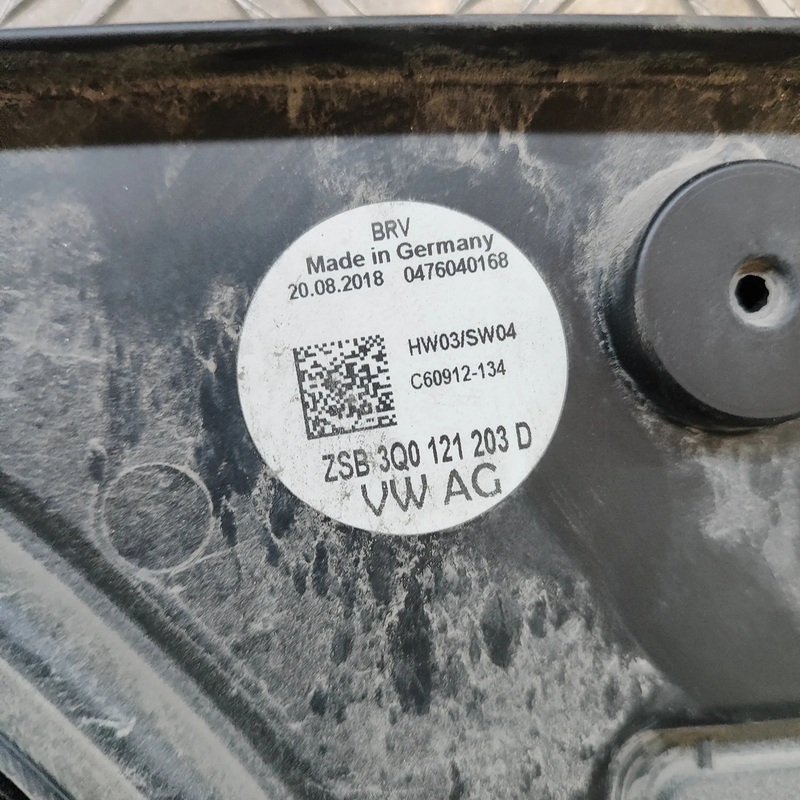 BRV
Made in Germany
20.08.2018 0476040168
HW03/SW04
C60912-134
ZSB 3Q0 121 203 D
VW AG